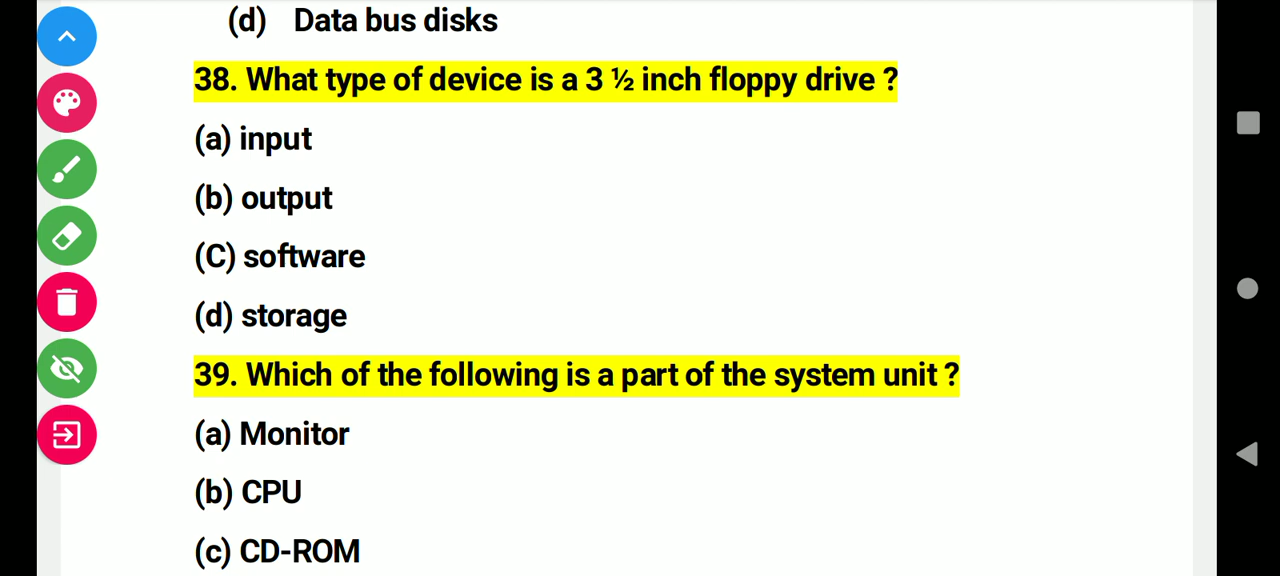 (d) Data bus disks
38. What type of device is a 3 ½ inch floppy drive ?
(a) input
(b) output
(C) software
(d) storage
39. Which of the following is a part of the system unit ?
(a) Monitor
(b) CPU
(c) CD-ROM